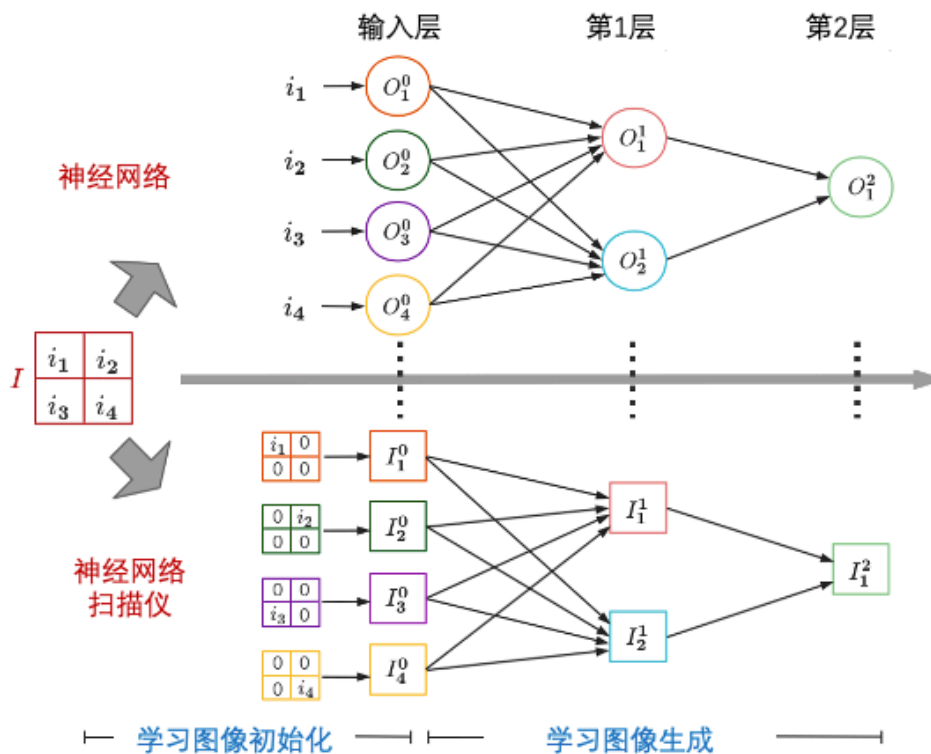 输入层 第1层 第2层
i₁ O₁⁰
O₁¹
i₂ O₂⁰
神经网络
O₁²
i₃ O₃⁰
O₂¹
i₄ O₄⁰
I
i₁ i₂
i₃ i₄
i₁ 0
0 0
I₁⁰
I₁¹
0 i₂
0 0
I₂⁰
神经网络
扫描仪
I₁²
0 0
i₃ 0
I₃⁰
I₂¹
0 0
0 i₄
I₄⁰
学习图像初始化 学习图像生成